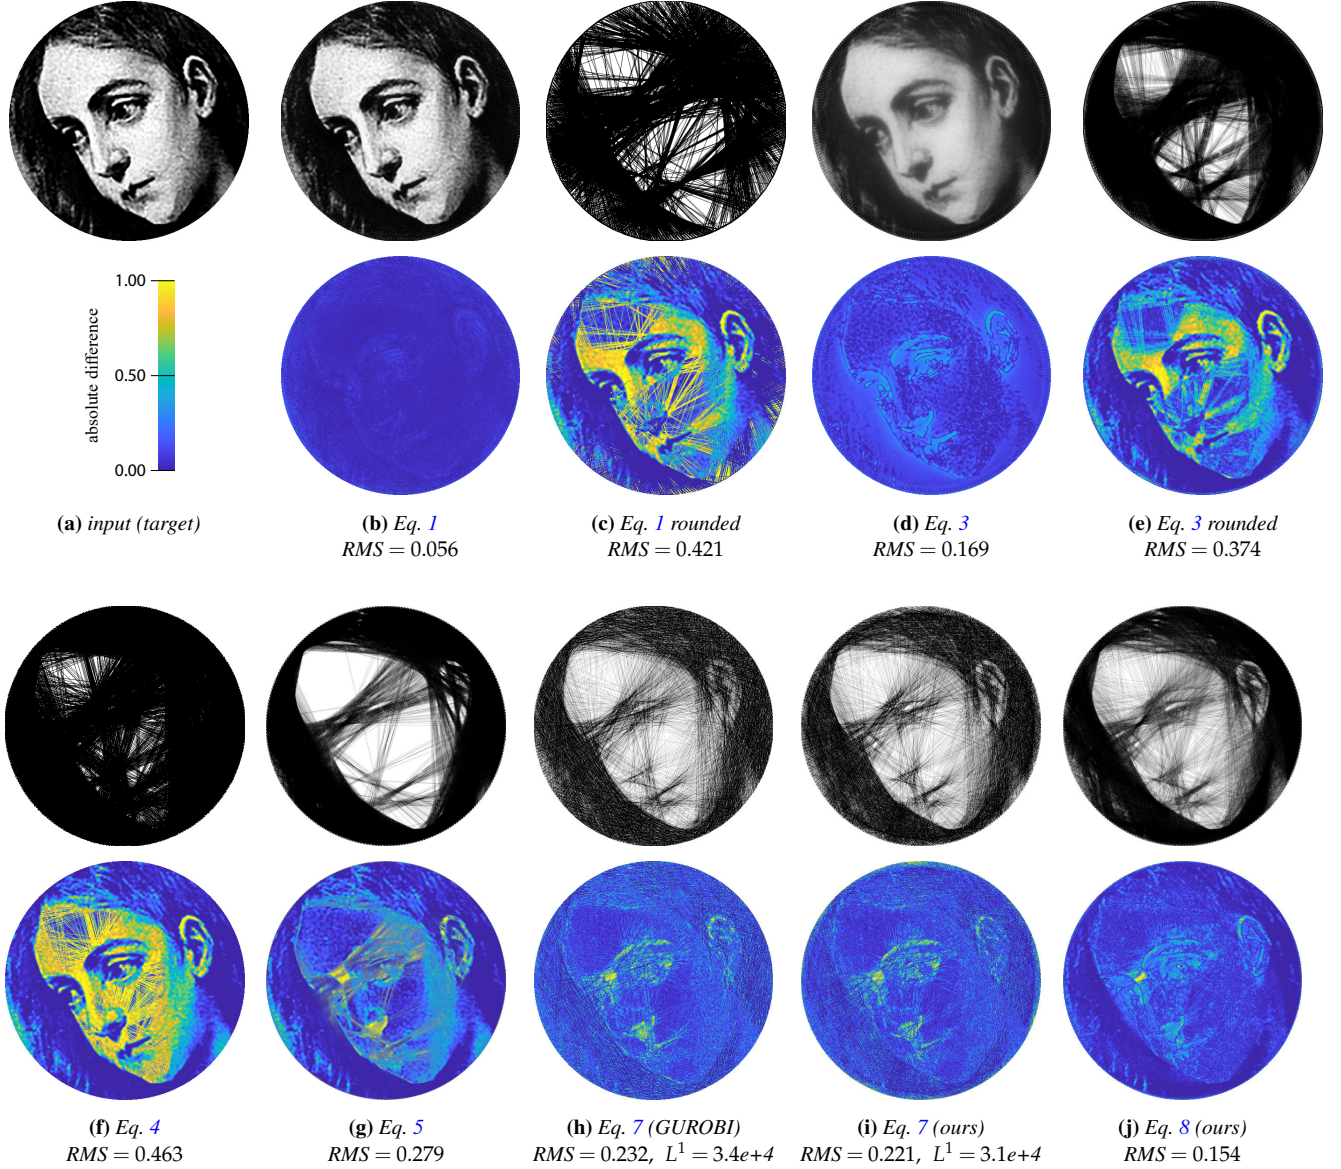 1.00
0.50
0.00
absolute difference
(a) input (target)
(b) Eq. 1
RMS = 0.056
(c) Eq. 1 rounded
RMS = 0.421
(d) Eq. 3
RMS = 0.169
(e) Eq. 3 rounded
RMS = 0.374
(f) Eq. 4
RMS = 0.463
(g) Eq. 5
RMS = 0.279
(h) Eq. 7 (GUROBI)
RMS = 0.232, L¹ = 3.4e+4
(i) Eq. 7 (ours)
RMS = 0.221, L¹ = 3.1e+4
(j) Eq. 8 (ours)
RMS = 0.154